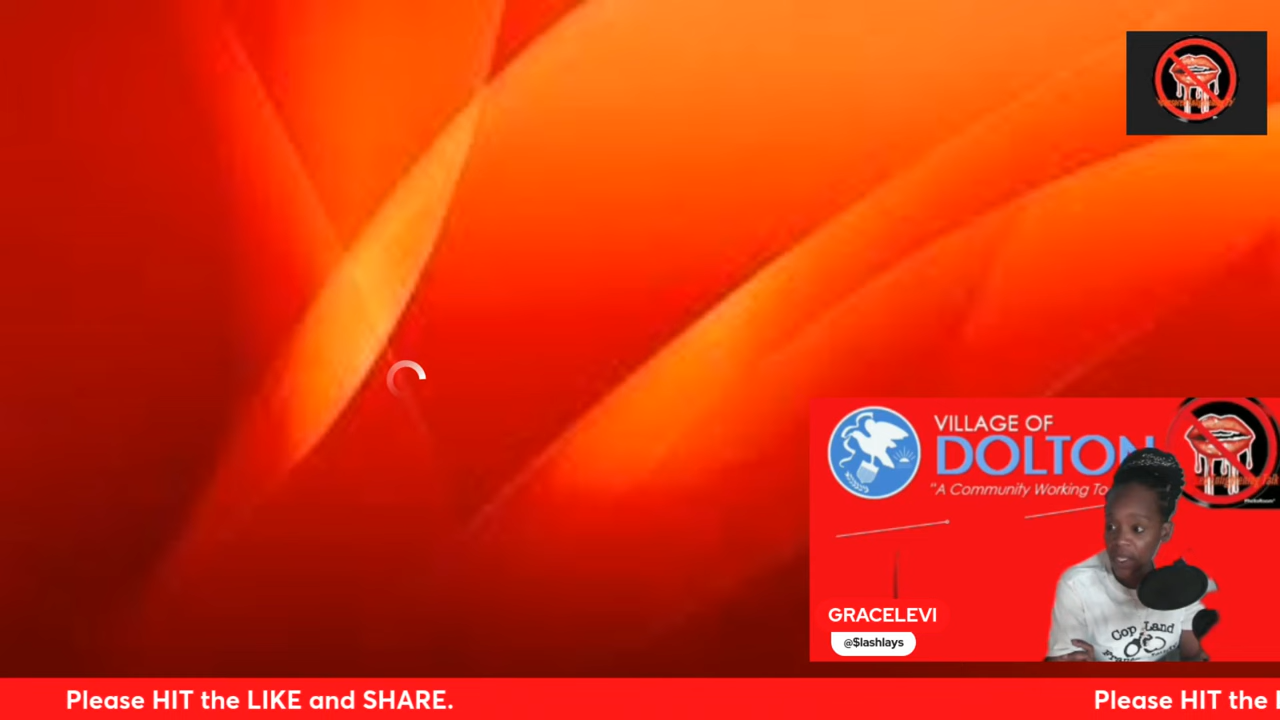 VILLAGE OF
DOLTON
"A Community Working To
GRACELEVI
@$lashlays
Cop Land
Please HIT the LIKE and SHARE.
Please HIT the